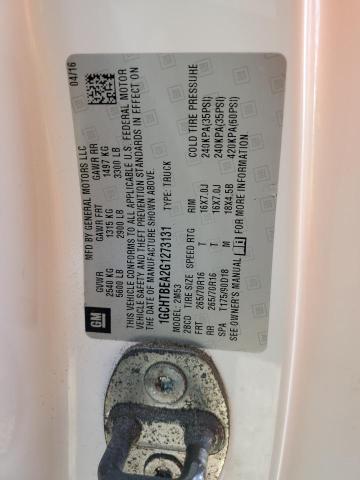 GM
MFD BY GENERAL MOTORS LLC 04/16
GVWR GAWR FRT GAWR RR
2540 KG 1315 KG 1497 KG
5600 LB 2900 LB 3300 LB
THIS VEHICLE CONFORMS TO ALL APPLICABLE U.S. FEDERAL MOTOR
VEHICLE SAFETY AND THEFT PREVENTION STANDARDS IN EFFECT ON
THE DATE OF MANUFACTURE SHOWN ABOVE.
1GCHTBEA2G1273131 TYPE: TRUCK
MODEL: 2M53
28CD TIRE SIZE SPEED RTG RIM COLD TIRE PRESSURE
FRT 265/70R16 T 16X7.0J 240KPA(35PSI)
RR 265/70R16 T 16X7.0J 240KPA(35PSI)
SPA T175/90D18 M 18X4.5B 420KPA(60PSI)
SEE OWNER'S MANUAL FOR MORE INFORMATION.